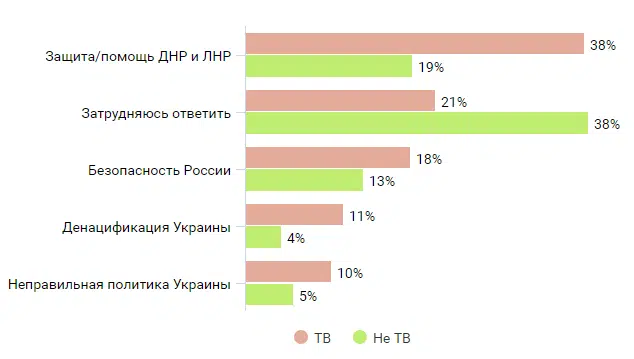 Защита/помощь ДНР и ЛНР
38%
19%
Затрудняюсь ответить
21%
38%
Безопасность России
18%
13%
Денацификация Украины
11%
4%
Неправильная политика Украины
10%
5%
ТВ Не ТВ